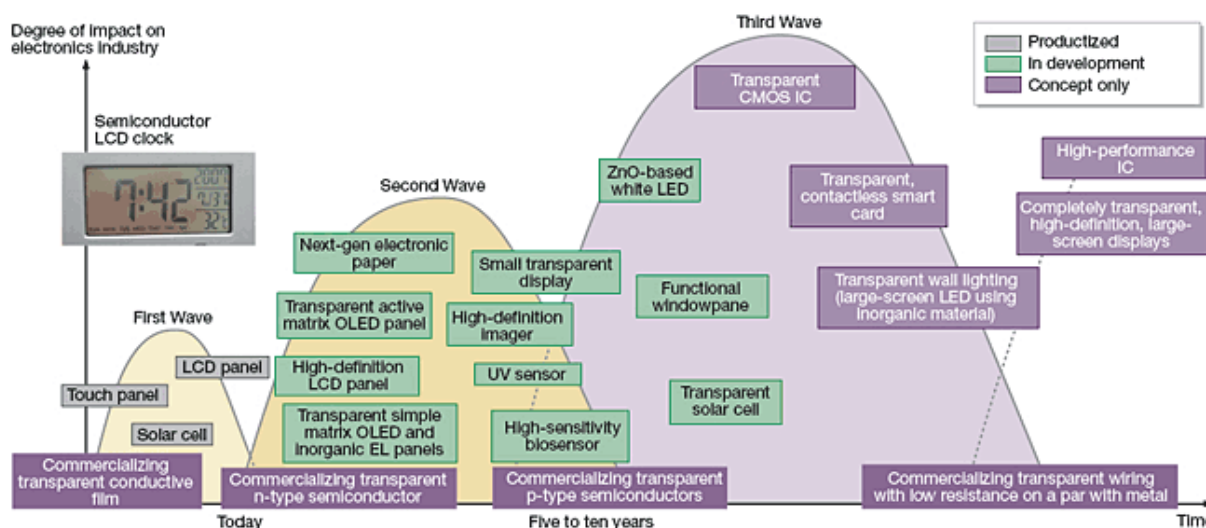 Degree of impact on
electronics industry
Third Wave
Productized
In development
Concept only
Transparent
CMOS IC
Semiconductor
LCD clock
7:42
High-performance
IC
ZnO-based
white LED
Second Wave
Transparent,
contactless smart
card
Completely transparent,
high-definition, large-
screen displays
Next-gen electronic
paper
Small transparent
display
Transparent wall lighting
(large-screen LED using
inorganic material)
Functional
windowpane
Transparent active
matrix OLED panel
High-definition
imager
First Wave
LCD panel
High-definition
LCD panel
UV sensor
Touch panel
Transparent
solar cell
Solar cell
Transparent simple
matrix OLED and
inorganic EL panels
High-sensitivity
biosensor
Commercializing
transparent conductive
film
Commercializing transparent
n-type semiconductor
Commercializing transparent
p-type semiconductors
Commercializing transparent wiring
with low resistance on a par with metal
Today
Five to ten years
Time